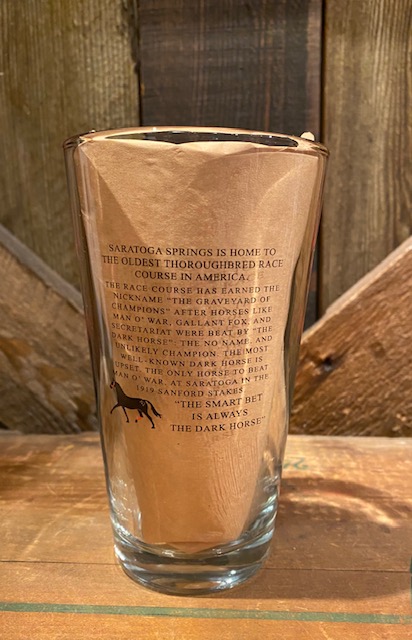 SARATOGA SPRINGS IS HOME TO
THE OLDEST THOROUGHBRED RACE
COURSE IN AMERICA.
THE RACE COURSE HAS EARNED THE
NICKNAME "THE GRAVEYARD OF
CHAMPIONS" AFTER HORSES LIKE
MAN O' WAR, GALLANT FOX, AND
SECRETARIAT WERE BEAT BY "THE
DARK HORSE": THE NO NAME, AND
UNLIKELY CHAMPION. THE MOST
WELL-KNOWN DARK HORSE IS
UPSET, THE ONLY HORSE TO BEAT
MAN O' WAR, AT SARATOGA IN THE
1919 SANFORD STAKES.
"THE SMART BET
IS ALWAYS
THE DARK HORSE"